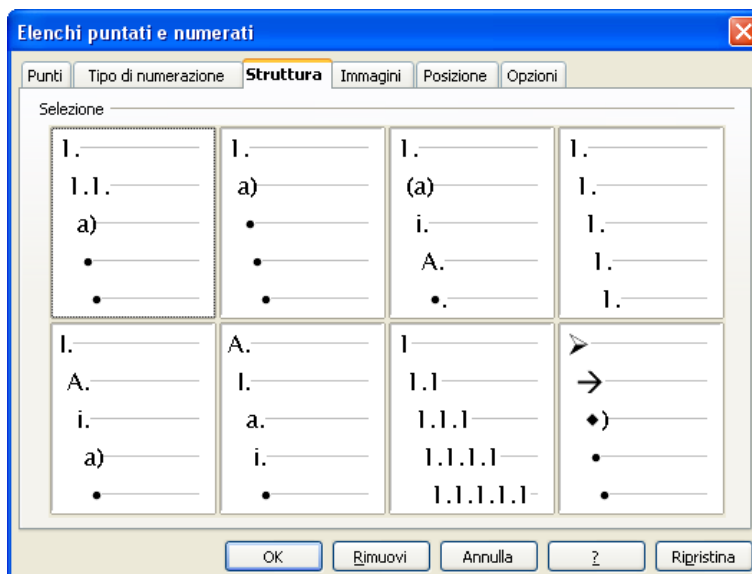 Elenchi puntati e numerati
Punti Tipo di numerazione Struttura Immagini Posizione Opzioni
Selezione
1. 1. 1. 1.
1.1. a) (a) 1.
a) • i. 1.
• • A. 1.
• • •. 1.
I. A. 1 ➢
A. I. 1.1 →
i. a. 1.1.1 ◆)
a) i. 1.1.1.1 •
• • 1.1.1.1.1 •
OK Rimuovi Annulla ? Ripristina